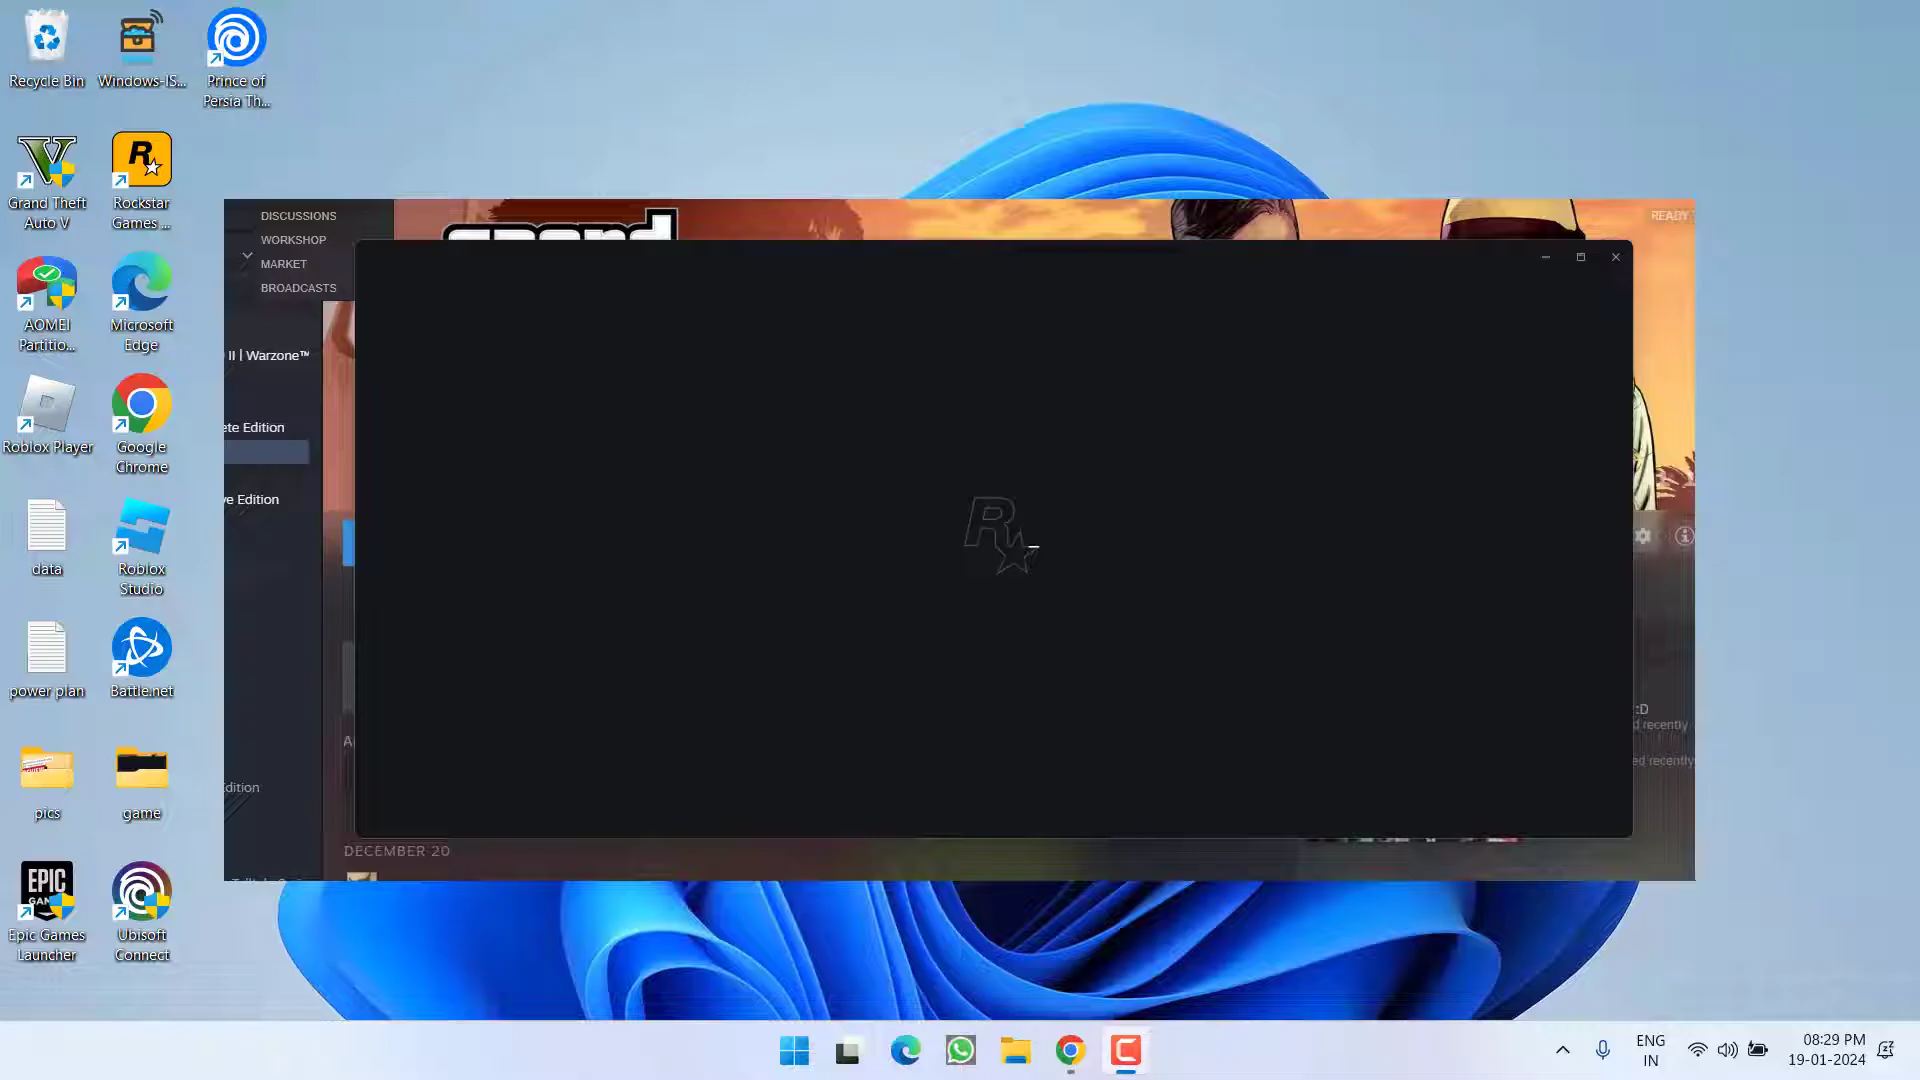 Recycle Bin
Windows-IS...
Prince of
Persia Th...
Grand Theft
Auto V
Rockstar
Games ...
AOMEI
Partitio...
Microsoft
Edge
Roblox Player
Google
Chrome
data
Roblox
Studio
power plan
Battle.net
pics
game
EPIC
Epic Games
Launcher
Ubisoft
Connect
DISCUSSIONS
WORKSHOP
MARKET
BROADCASTS
READY
II | Warzone™
ete Edition
ve Edition
Edition
:D
d recently
ed recently
A
DECEMBER 20
ENG
IN
08:29 PM
19-01-2024